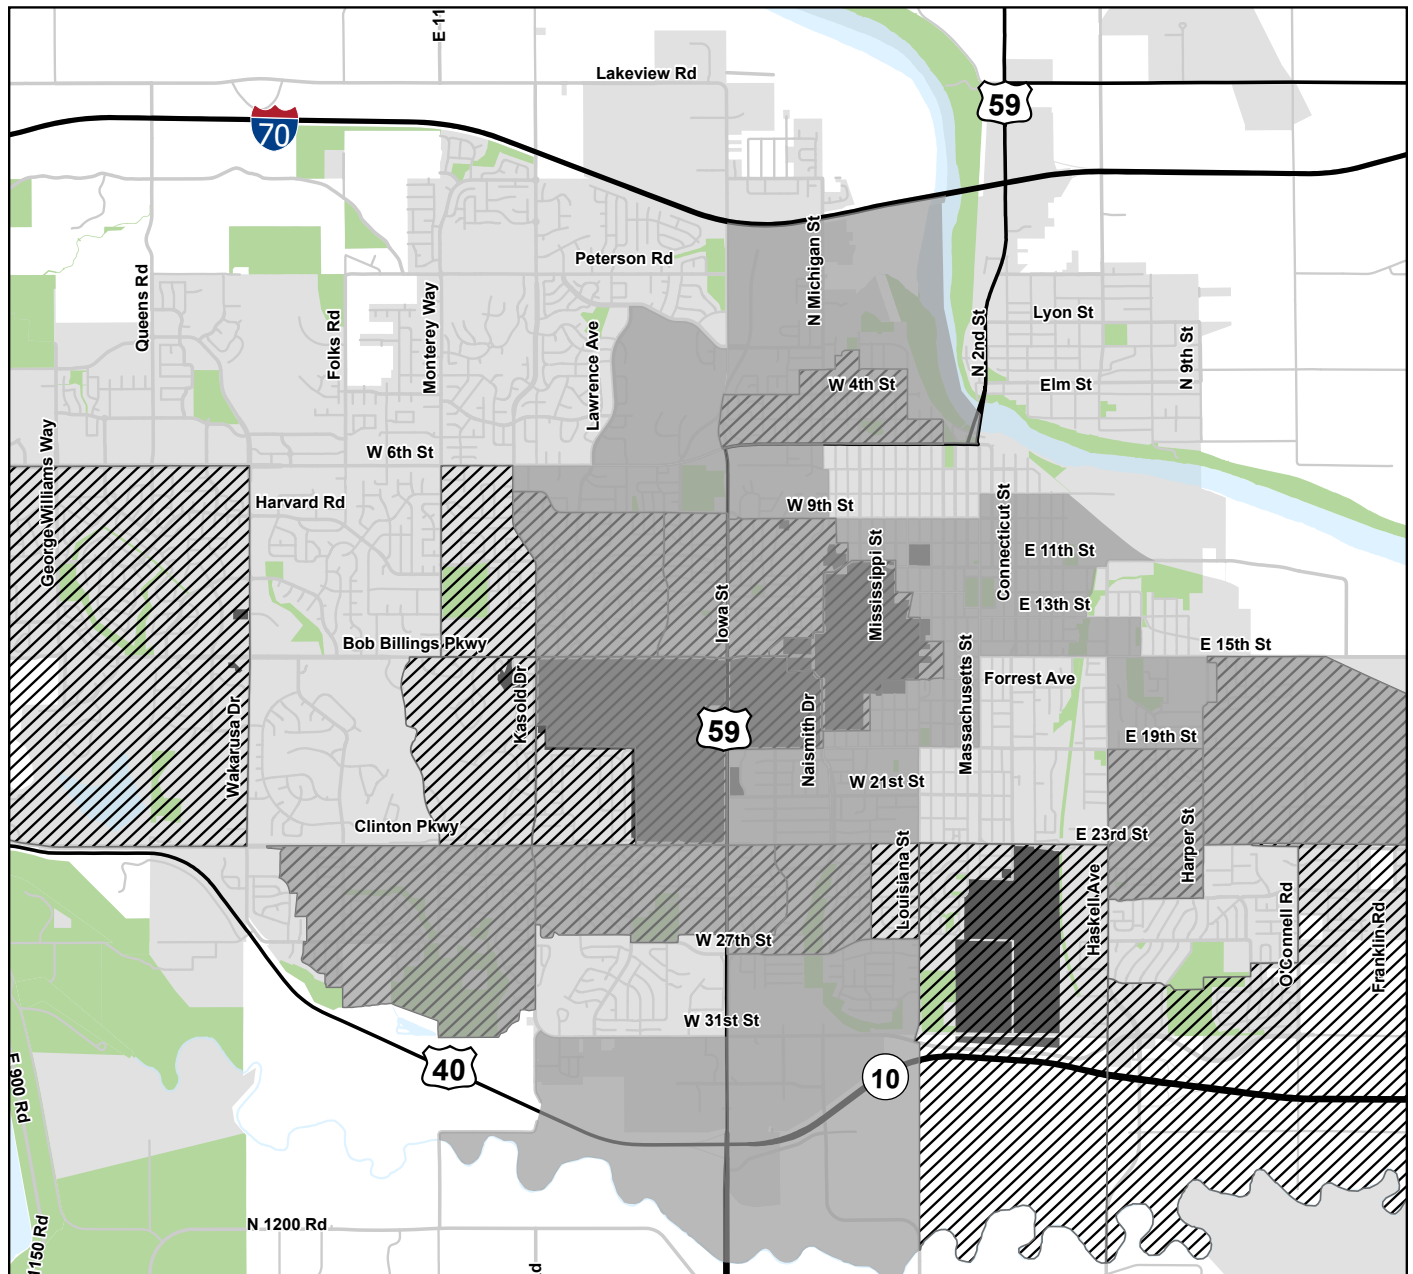 E 11
Lakeview Rd
59
70
Peterson Rd
N Michigan St
Queens Rd
Folks Rd
Monterey Way
Lawrence Ave
N 2nd St
Lyon St
N 9th St
W 4th St
Elm St
George Williams Way
W 6th St
Harvard Rd
W 9th St
Connecticut St
Mississippi St
E 11th St
Iowa St
E 13th St
Bob Billings Pkwy
E 15th St
Kasold Dr
Wakarusa Dr
Naismith Dr
Massachusetts St
Forrest Ave
59
E 19th St
W 21st St
Clinton Pkwy
E 23rd St
Louisiana St
Harper St
Haskell Ave
O'Connell Rd
Franklin Rd
W 27th St
W 31st St
40
10
E 900 Rd
N 1200 Rd
1150 Rd
d